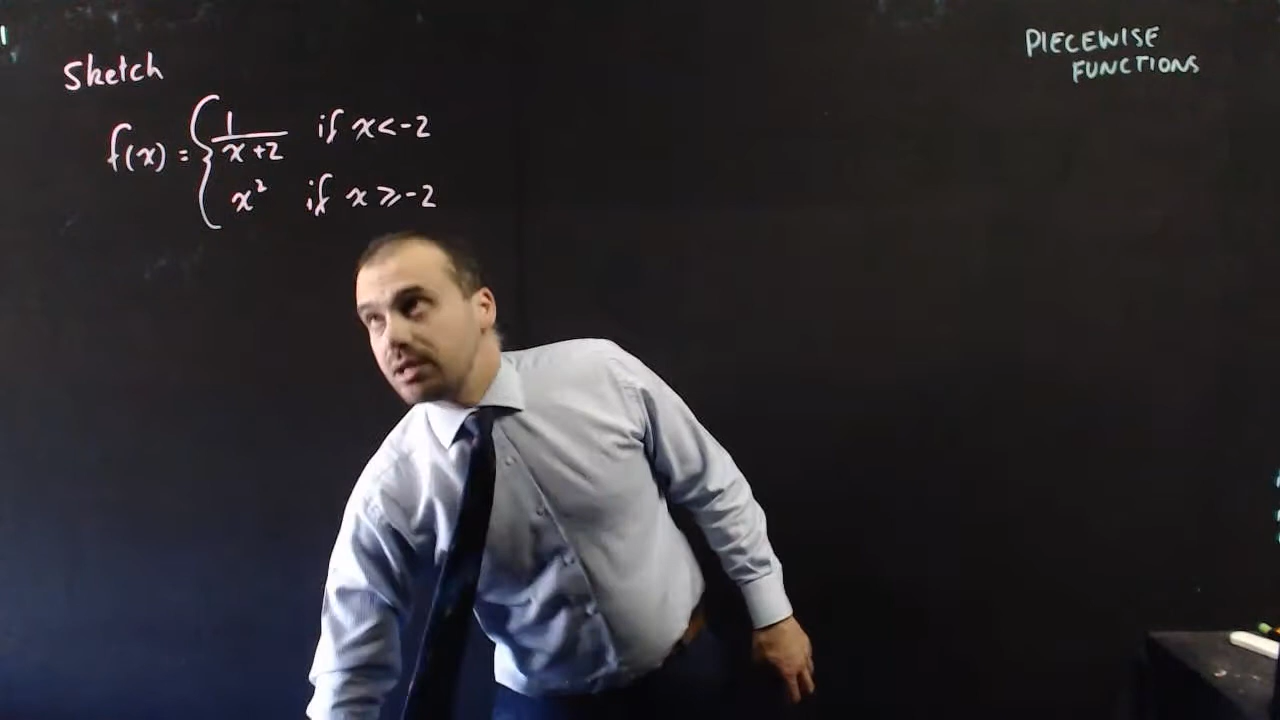 Sketch
f(x) = { 1/(x+2) if x < -2
x² if x ⩾ -2
PIECEWISE
FUNCTIONS